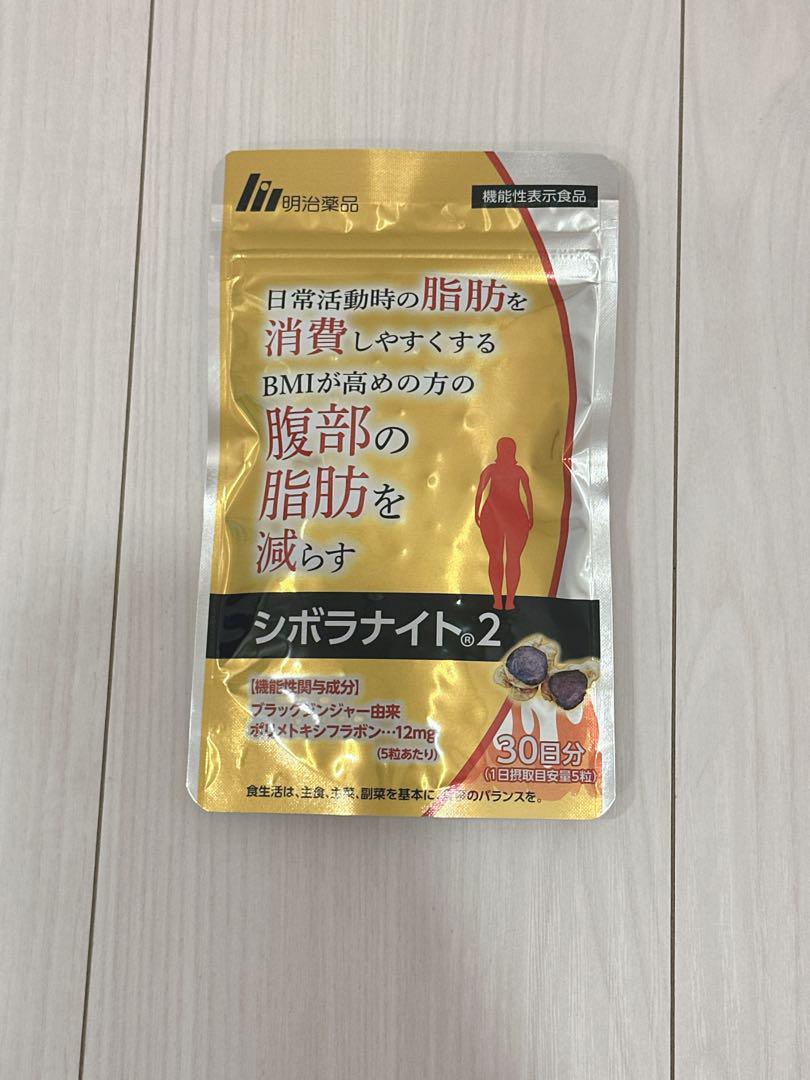 明治薬品
機能性表示食品
日常活動時の脂肪を
消費しやすくする
BMIが高めの方の
腹部の
脂肪を
減らす
シボラナイト®2
【機能性関与成分】
ブラックジンジャー由来
ポリメトキシフラボン…12mg
(5粒あたり)
30日分
(1日摂取目安量5粒)
食生活は、主食、主菜、副菜を基本に、食事のバランスを。